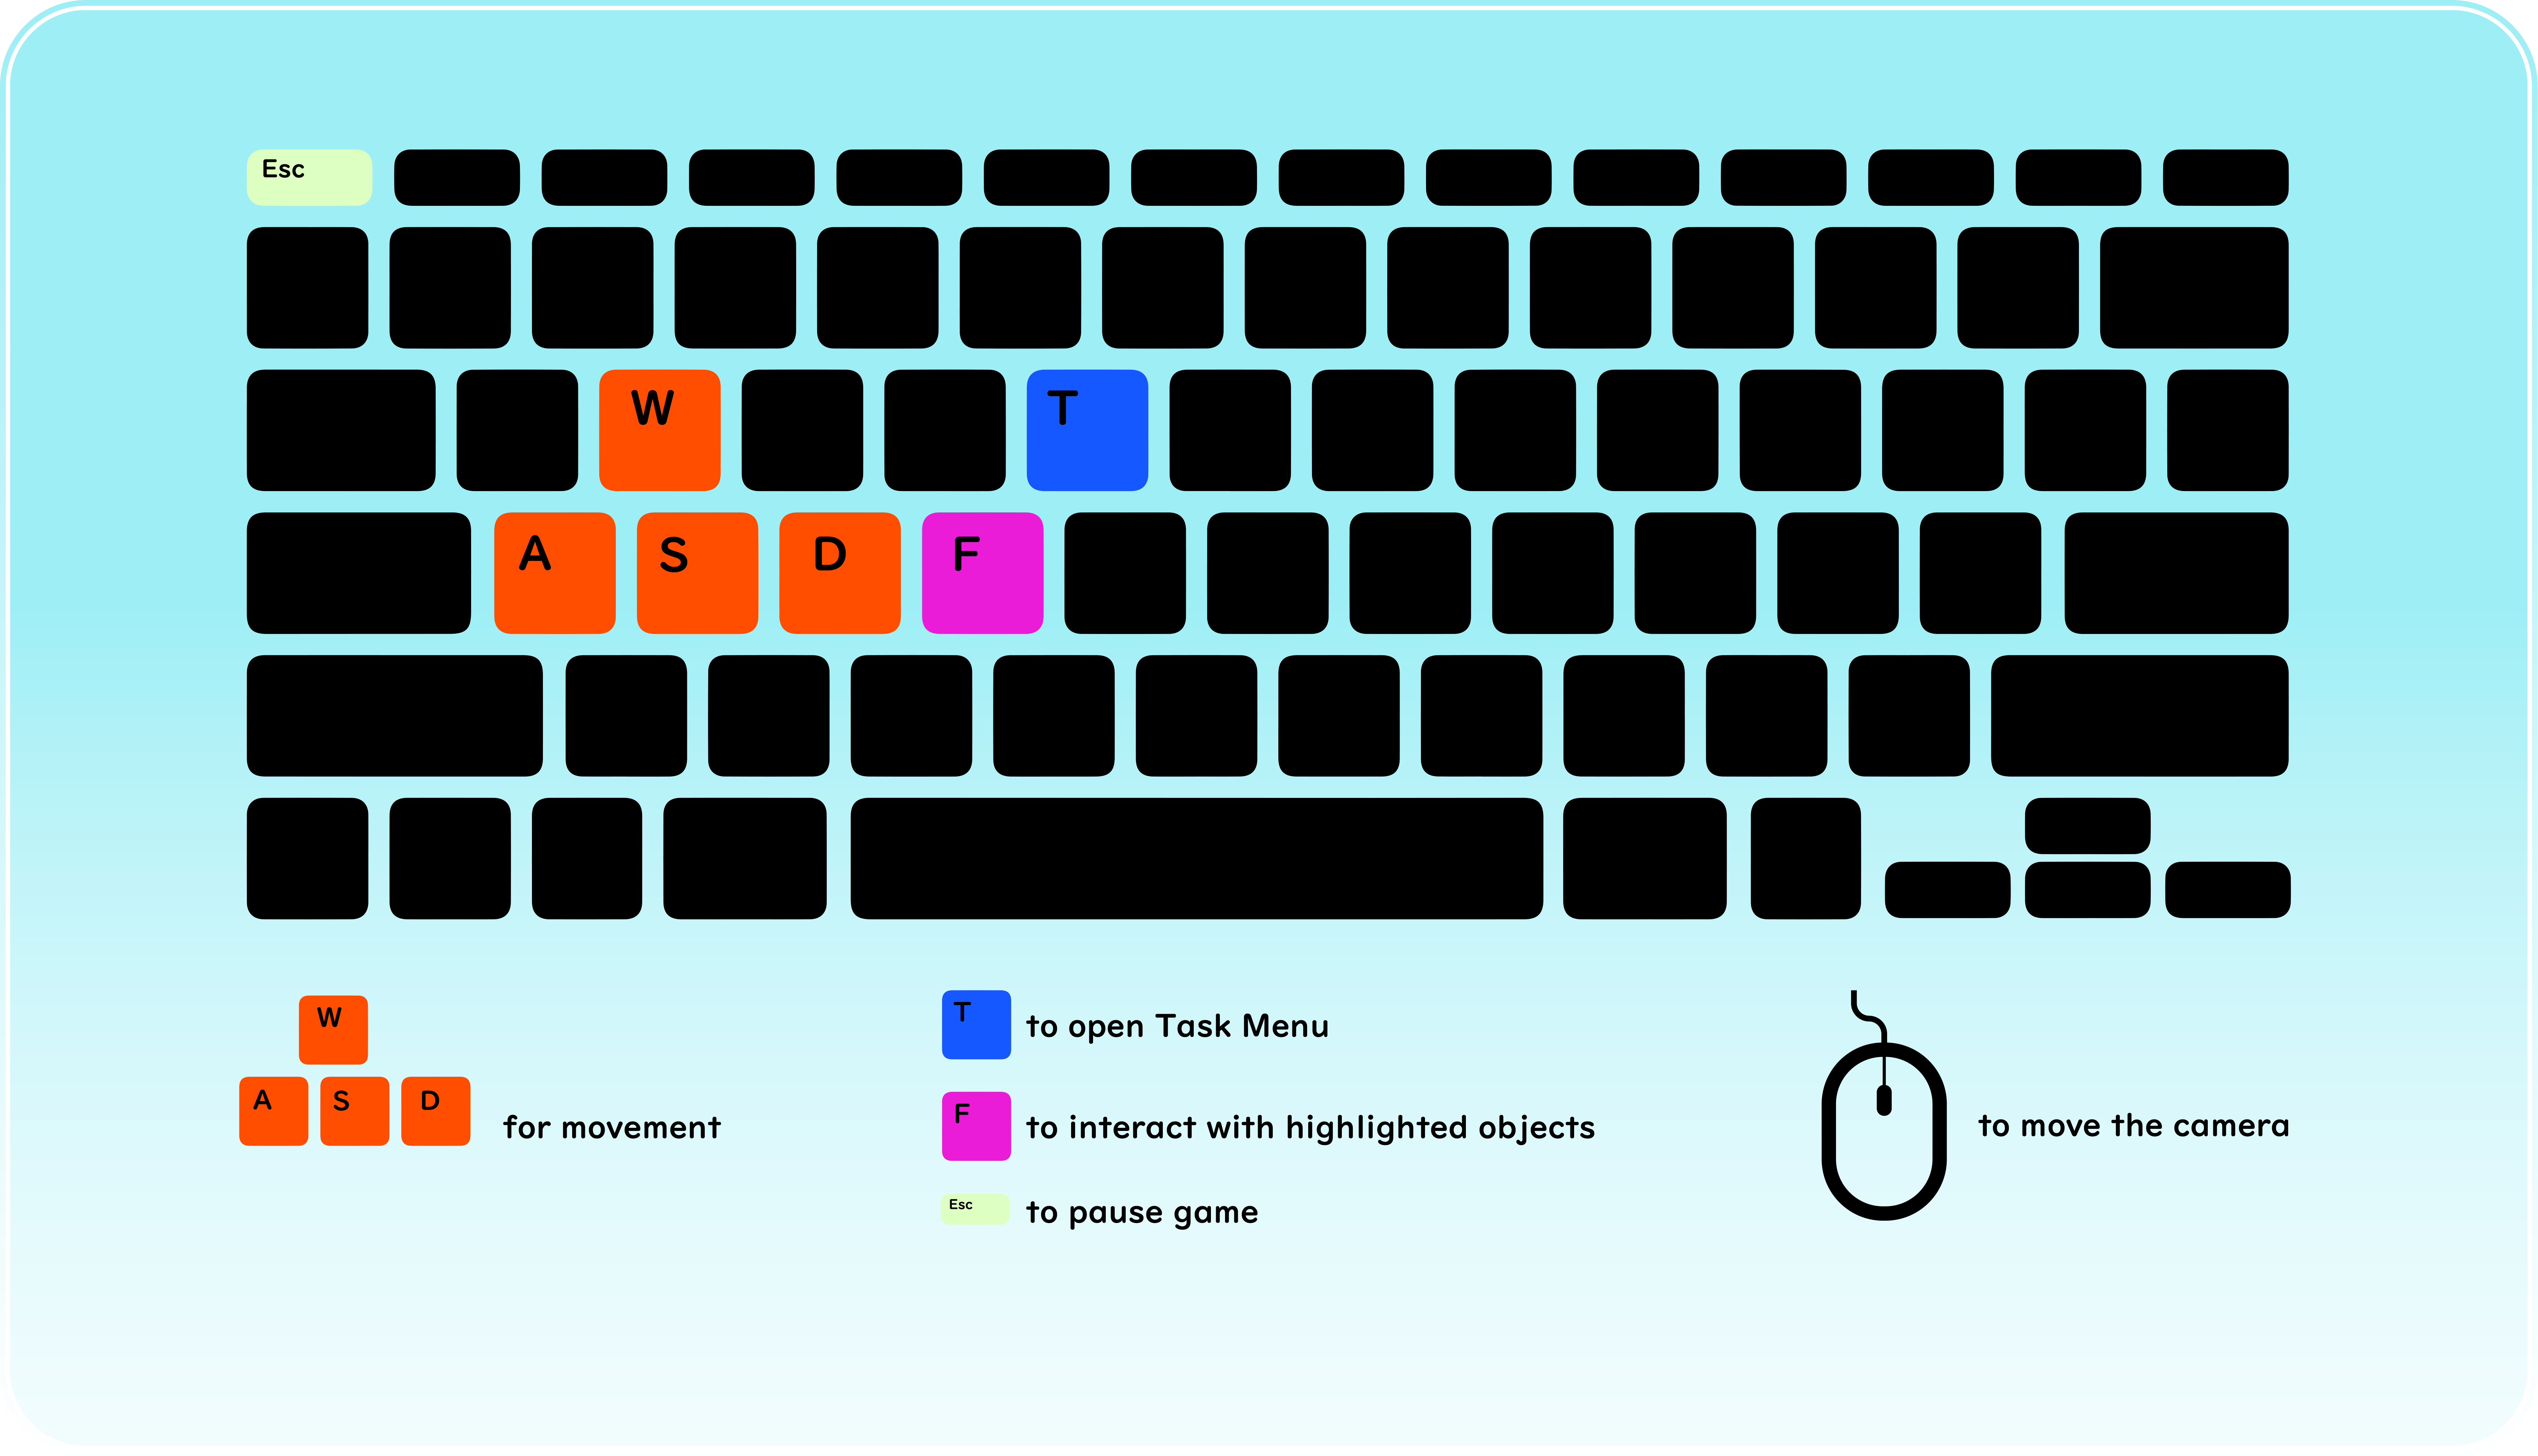 Esc
W
T
A S D F
W
A S D
for movement
T
to open Task Menu
F
to interact with highlighted objects
Esc
to pause game
to move the camera